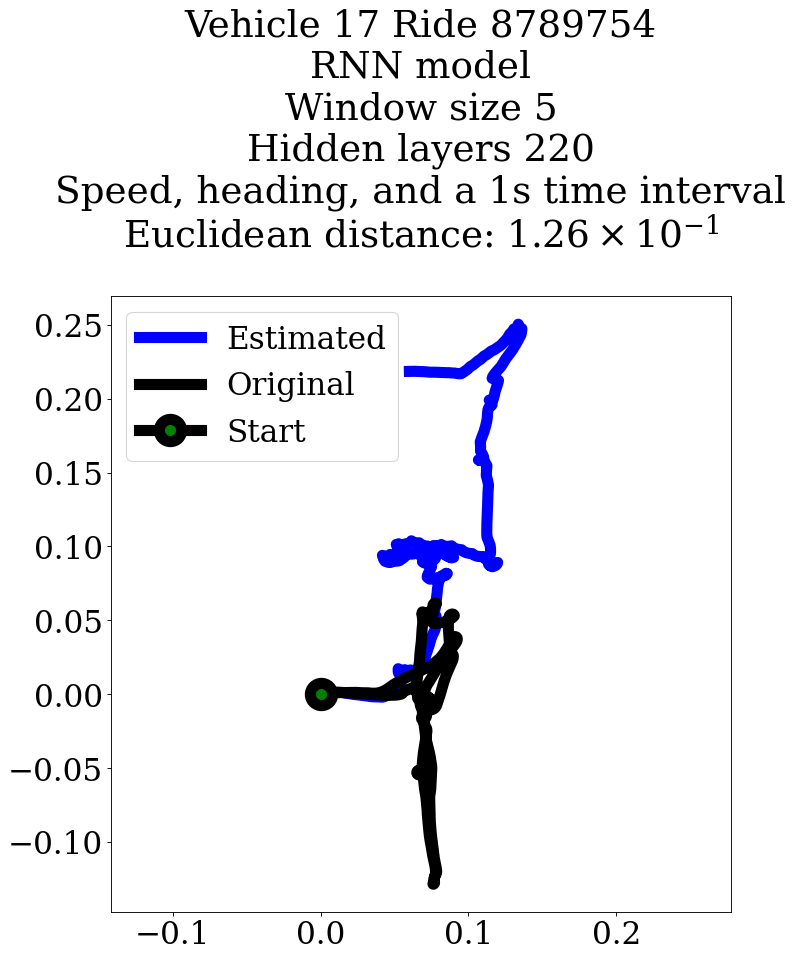 Vehicle 17 Ride 8789754
RNN model
Window size 5
Hidden layers 220
Speed, heading, and a 1s time interval
Euclidean distance: 1.26 × 10⁻¹
Estimated
Original
Start
0.25
0.20
0.15
0.10
0.05
0.00
−0.05
−0.10
−0.1 0.0 0.1 0.2